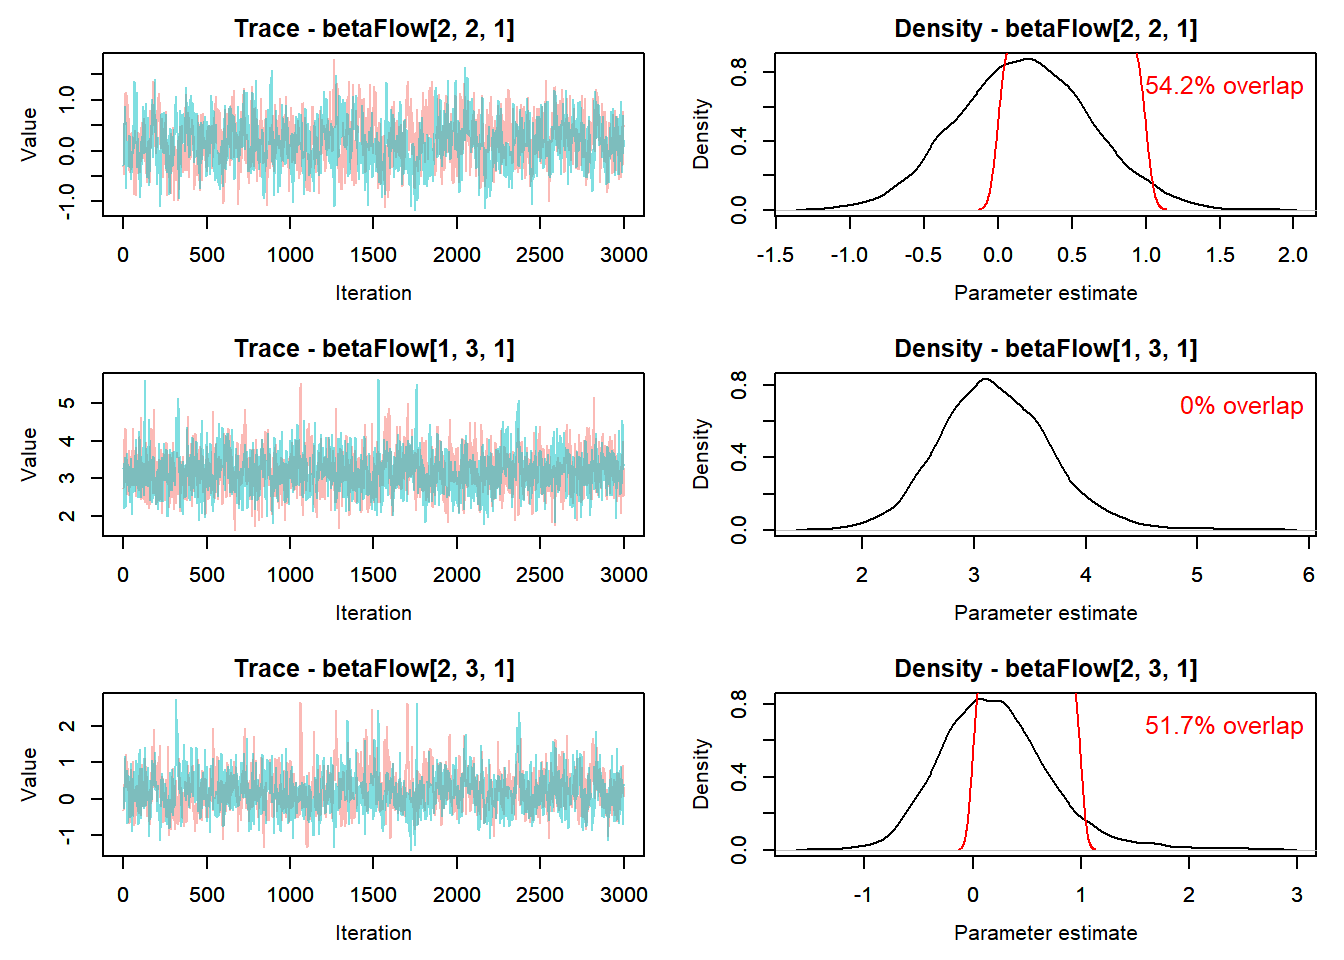 Trace - betaFlow[2, 2, 1]
Value
-1.0 0.0 1.0
0 500 1000 1500 2000 2500 3000
Iteration
Density - betaFlow[2, 2, 1]
54.2% overlap
Density
0.0 0.4 0.8
-1.5 -1.0 -0.5 0.0 0.5 1.0 1.5 2.0
Parameter estimate
Trace - betaFlow[1, 3, 1]
Value
2 3 4 5
0 500 1000 1500 2000 2500 3000
Iteration
Density - betaFlow[1, 3, 1]
0% overlap
Density
0.0 0.4 0.8
2 3 4 5 6
Parameter estimate
Trace - betaFlow[2, 3, 1]
Value
-1 0 1 2
0 500 1000 1500 2000 2500 3000
Iteration
Density - betaFlow[2, 3, 1]
51.7% overlap
Density
0.0 0.4 0.8
-1 0 1 2 3
Parameter estimate